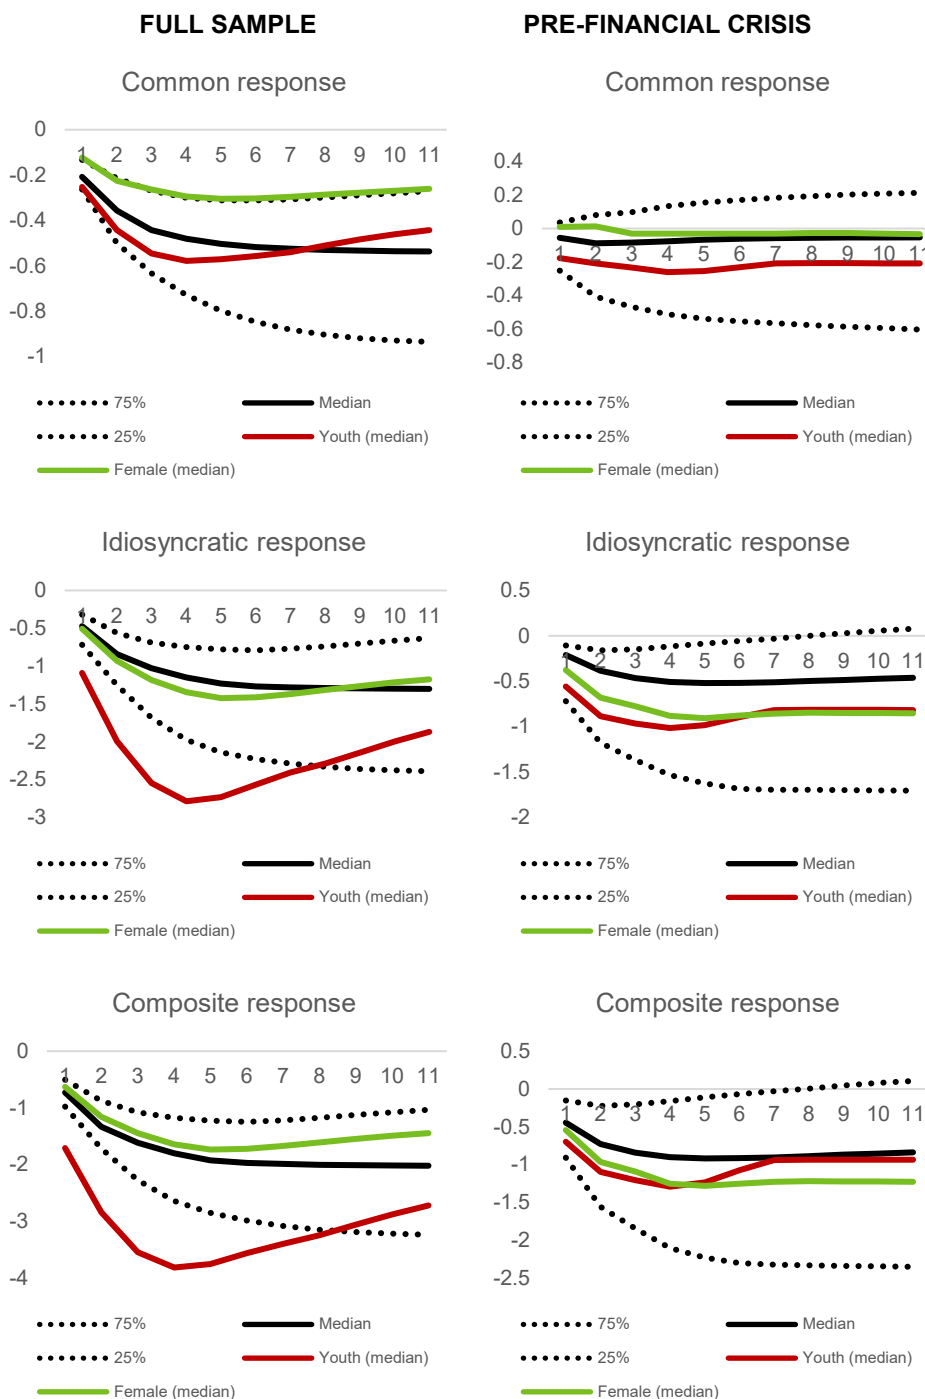 FULL SAMPLE
PRE-FINANCIAL CRISIS
Common response
0
1 2 3 4 5 6 7 8 9 10 11
-0.2
-0.4
-0.6
-0.8
-1
75%
Median
25%
Youth (median)
Female (median)
Common response
0.4
0.2
0
1 2 3 4 5 6 7 8 9 10 11
-0.2
-0.4
-0.6
-0.8
75%
Median
25%
Youth (median)
Female (median)
Idiosyncratic response
0
1 2 3 4 5 6 7 8 9 10 11
-0.5
-1
-1.5
-2
-2.5
-3
75%
Median
25%
Youth (median)
Female (median)
Idiosyncratic response
0.5
0
1 2 3 4 5 6 7 8 9 10 11
-0.5
-1
-1.5
-2
75%
Median
25%
Youth (median)
Female (median)
Composite response
0
1 2 3 4 5 6 7 8 9 10 11
-1
-2
-3
-4
75%
Median
25%
Youth (median)
Female (median)
Composite response
0.5
0
1 2 3 4 5 6 7 8 9 10 11
-0.5
-1
-1.5
-2
-2.5
75%
Median
25%
Youth (median)
Female (median)